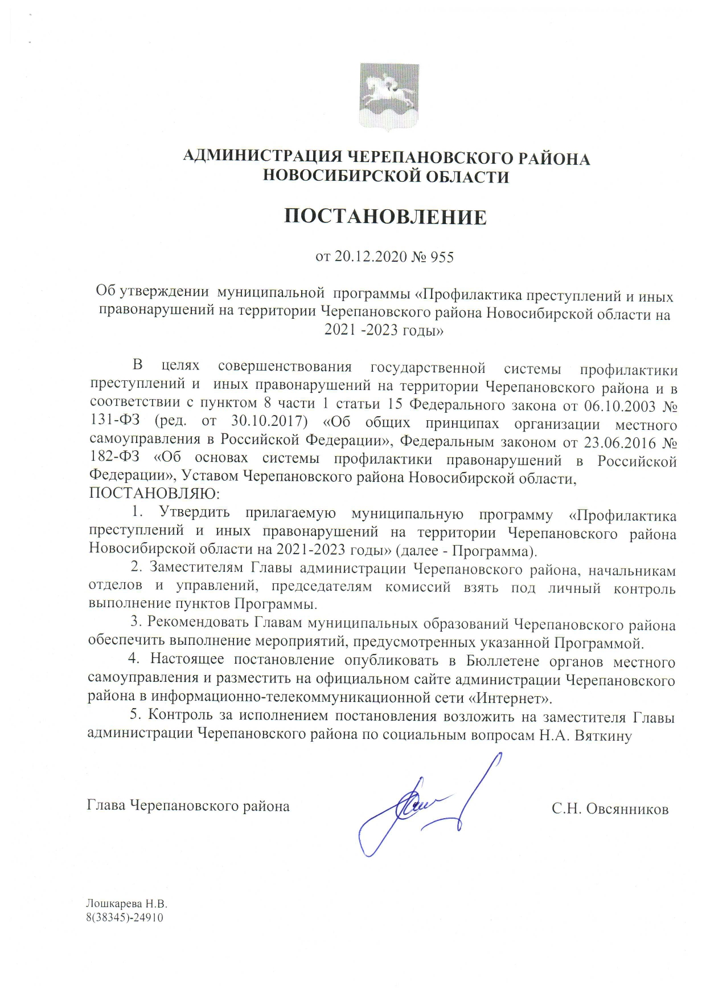 АДМИНИСТРАЦИЯ ЧЕРЕПАНОВСКОГО РАЙОНА
НОВОСИБИРСКОЙ ОБЛАСТИ
ПОСТАНОВЛЕНИЕ
от 20.12.2020 № 955
Об утверждении муниципальной программы «Профилактика преступлений и иных
правонарушений на территории Черепановского района Новосибирской области на
2021 -2023 годы»
В целях совершенствования государственной системы профилактики
преступлений и иных правонарушений на территории Черепановского района и в
соответствии с пунктом 8 части 1 статьи 15 Федерального закона от 06.10.2003 №
131-ФЗ (ред. от 30.10.2017) «Об общих принципах организации местного
самоуправления в Российской Федерации», Федеральным законом от 23.06.2016 №
182-ФЗ «Об основах системы профилактики правонарушений в Российской
Федерации», Уставом Черепановского района Новосибирской области,
ПОСТАНОВЛЯЮ:
1. Утвердить прилагаемую муниципальную программу «Профилактика
преступлений и иных правонарушений на территории Черепановского района
Новосибирской области на 2021-2023 годы» (далее - Программа).
2. Заместителям Главы администрации Черепановского района, начальникам
отделов и управлений, председателям комиссий взять под личный контроль
выполнение пунктов Программы.
3. Рекомендовать Главам муниципальных образований Черепановского района
обеспечить выполнение мероприятий, предусмотренных указанной Программой.
4. Настоящее постановление опубликовать в Бюллетене органов местного
самоуправления и разместить на официальном сайте администрации Черепановского
района в информационно-телекоммуникационной сети «Интернет».
5. Контроль за исполнением постановления возложить на заместителя Главы
администрации Черепановского района по социальным вопросам Н.А. Вяткину
Глава Черепановского района С.Н. Овсянников
Лошкарева Н.В.
8(38345)-24910